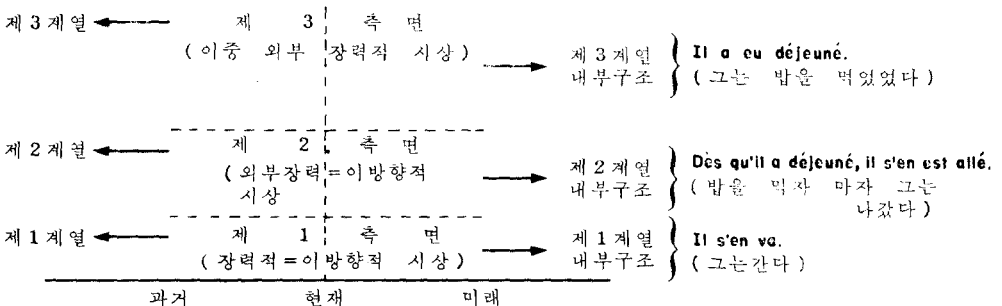 제3계열 제 3 측 면
(이중 외부 장력적 시상)
제3계열 내부구조 Il a eu déjeuné.
(그는 밥을 먹었었다)
제2계열 제 2 측 면
(외부장력=이방향적 시상)
제2계열 내부구조 Dès qu'il a déjeuné, il s'en est allé.
(밥을 먹자 마자 그는 나갔다)
제1계열 제 1 측 면
(장력적=이방향적 시상)
제1계열 내부구조 Il s'en va.
(그는간다)
과거 현재 미래